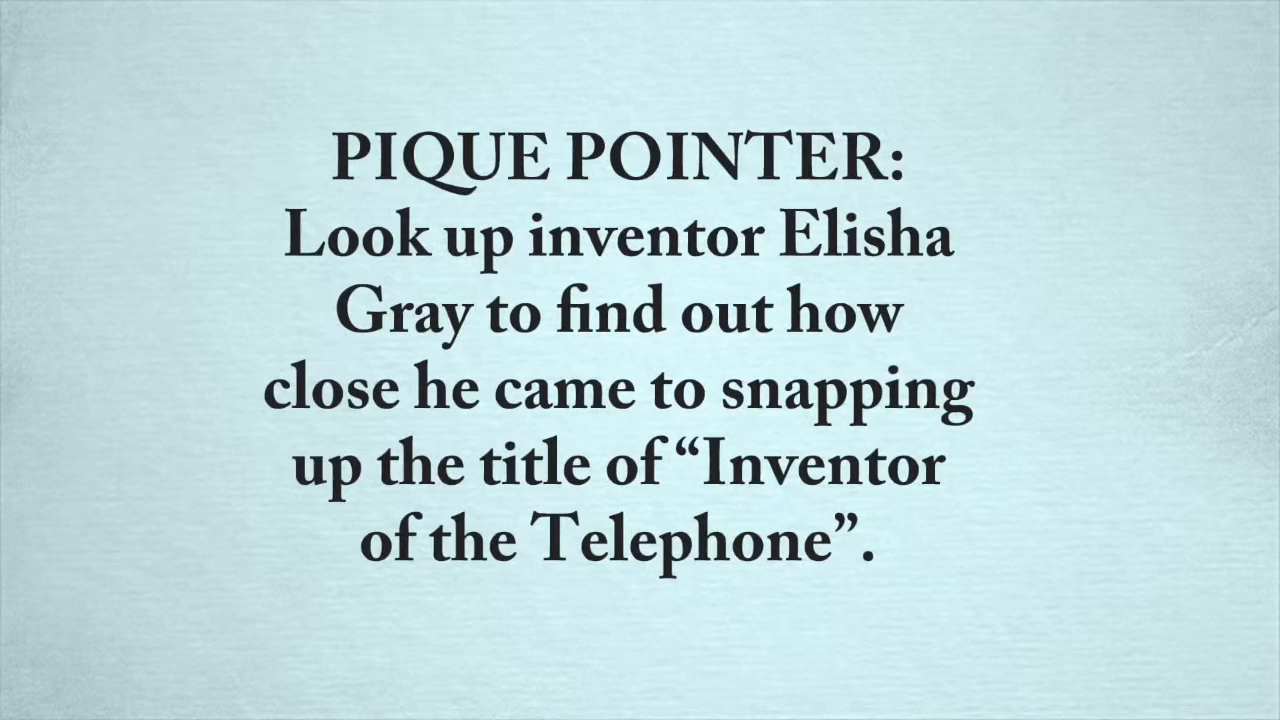 PIQUE POINTER:
Look up inventor Elisha
Gray to find out how
close he came to snapping
up the title of “Inventor
of the Telephone”.